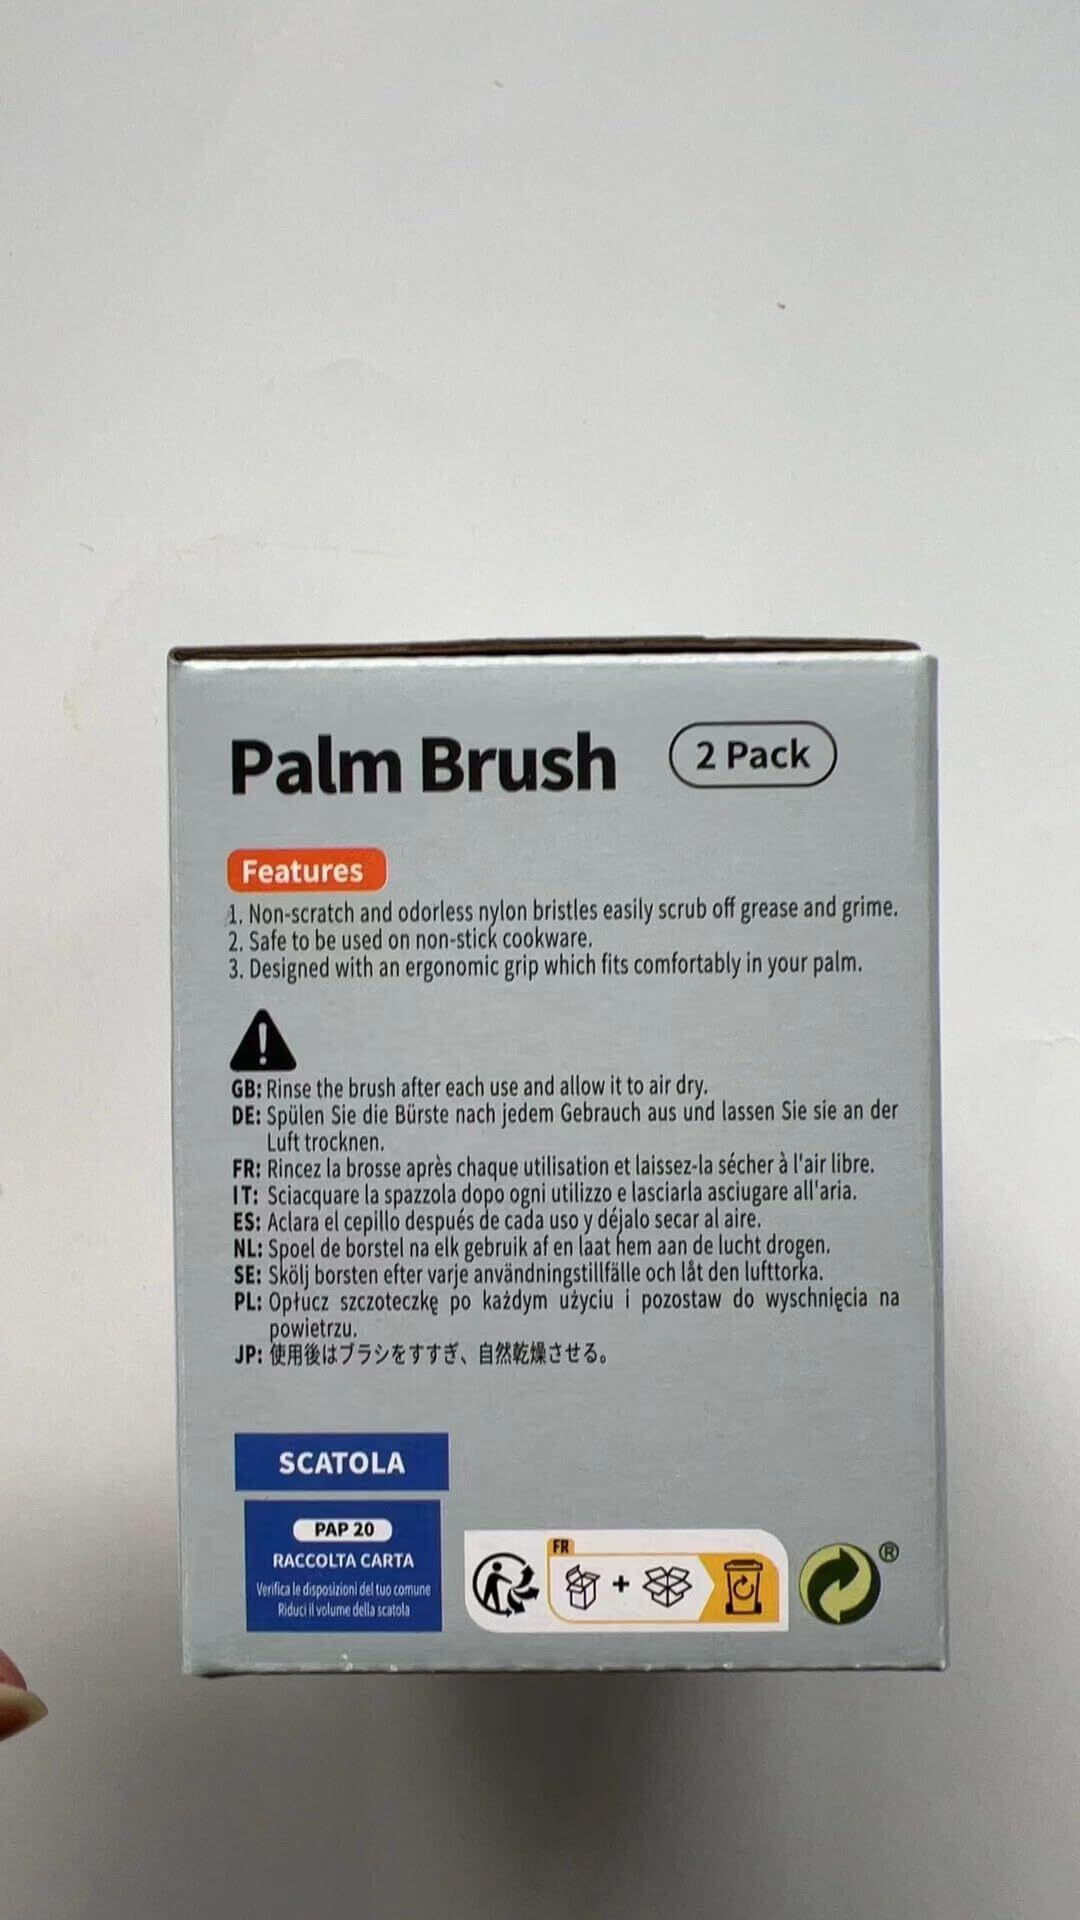 Palm Brush
2 Pack
Features
1. Non-scratch and odorless nylon bristles easily scrub off grease and grime.
2. Safe to be used on non-stick cookware.
3. Designed with an ergonomic grip which fits comfortably in your palm.
GB: Rinse the brush after each use and allow it to air dry.
DE: Spülen Sie die Bürste nach jedem Gebrauch aus und lassen Sie sie an der
Luft trocknen.
FR: Rincez la brosse après chaque utilisation et laissez-la sécher à l'air libre.
IT: Sciacquare la spazzola dopo ogni utilizzo e lasciarla asciugare all'aria.
ES: Aclara el cepillo después de cada uso y déjalo secar al aire.
NL: Spoel de borstel na elk gebruik af en laat hem aan de lucht drogen.
SE: Skölj borsten efter varje användningstillfälle och låt den lufttorka.
PL: Opłucz szczoteczkę po każdym użyciu i pozostaw do wyschnięcia na
powietrzu.
JP: 使用後はブラシをすすぎ、自然乾燥させる。
SCATOLA
PAP 20
RACCOLTA CARTA
Verifica le disposizioni del tuo comune
Riduci il volume della scatola
FR
+
®